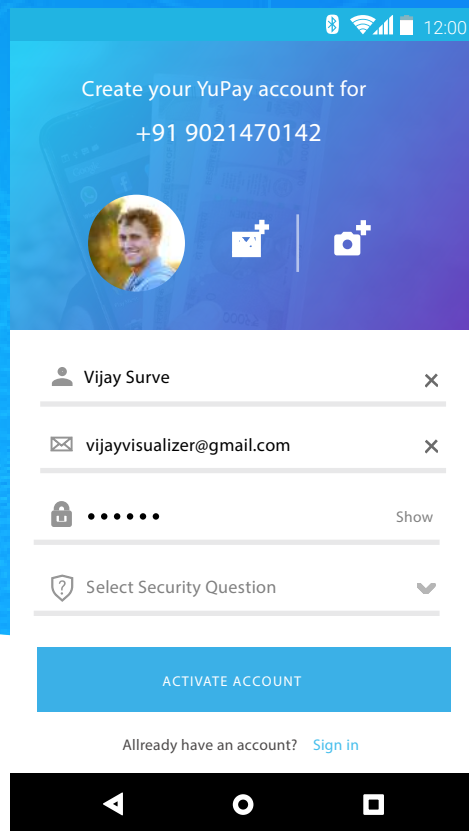 12:00
Create your YuPay account for
+91 9021470142
Vijay Surve
vijayvisualizer@gmail.com
Show
Select Security Question
ACTIVATE ACCOUNT
Allready have an account? Sign in